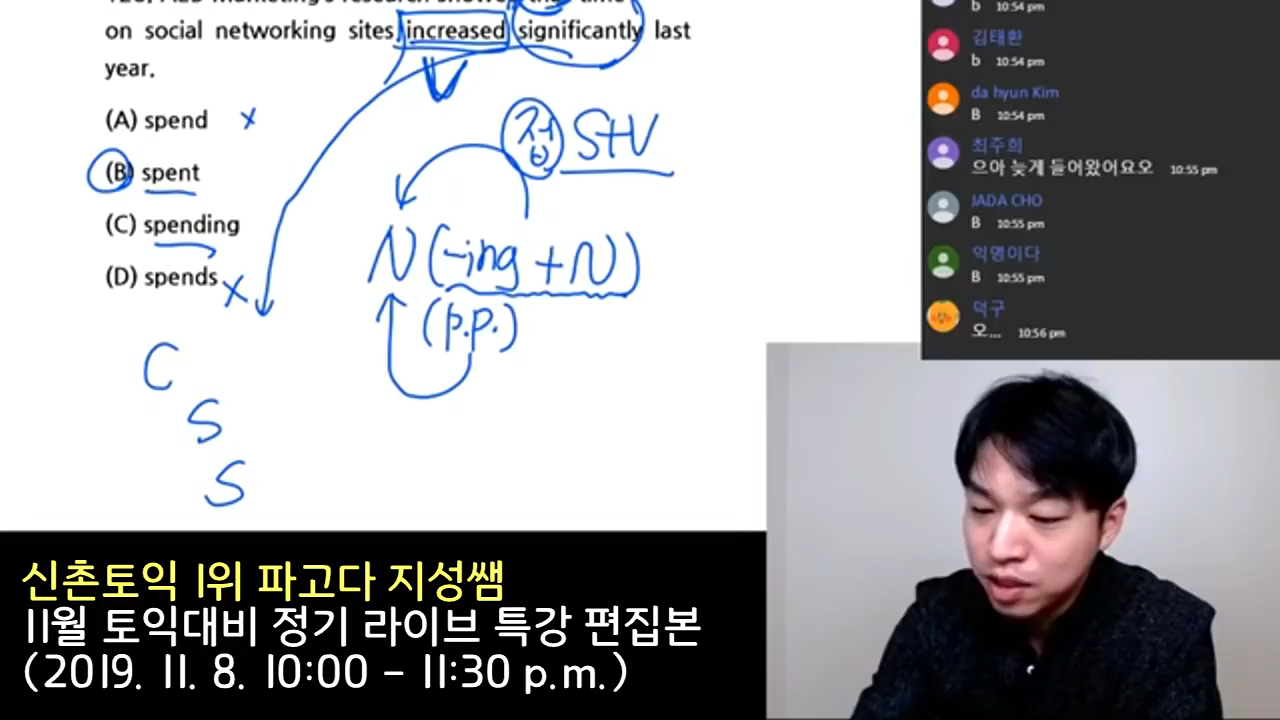 on social networking sites increased significantly last
year.
(A) spend x
(B) spent
(C) spending
(D) spends x
접 S+V
N (-ing + N)
(p.p.)
C
S
S
b 10:54 pm
김태환
b 10:54 pm
da hyun Kim
B 10:54 pm
최주희
으아 늦게 들어왔어요오 10:55 pm
JADA CHO
B 10:55 pm
익명이다
B 10:55 pm
덕구
오... 10:56 pm
신촌토익 1위 파고다 지성쌤
11월 토익대비 정기 라이브 특강 편집본
(2019. 11. 8. 10:00 - 11:30 p.m.)